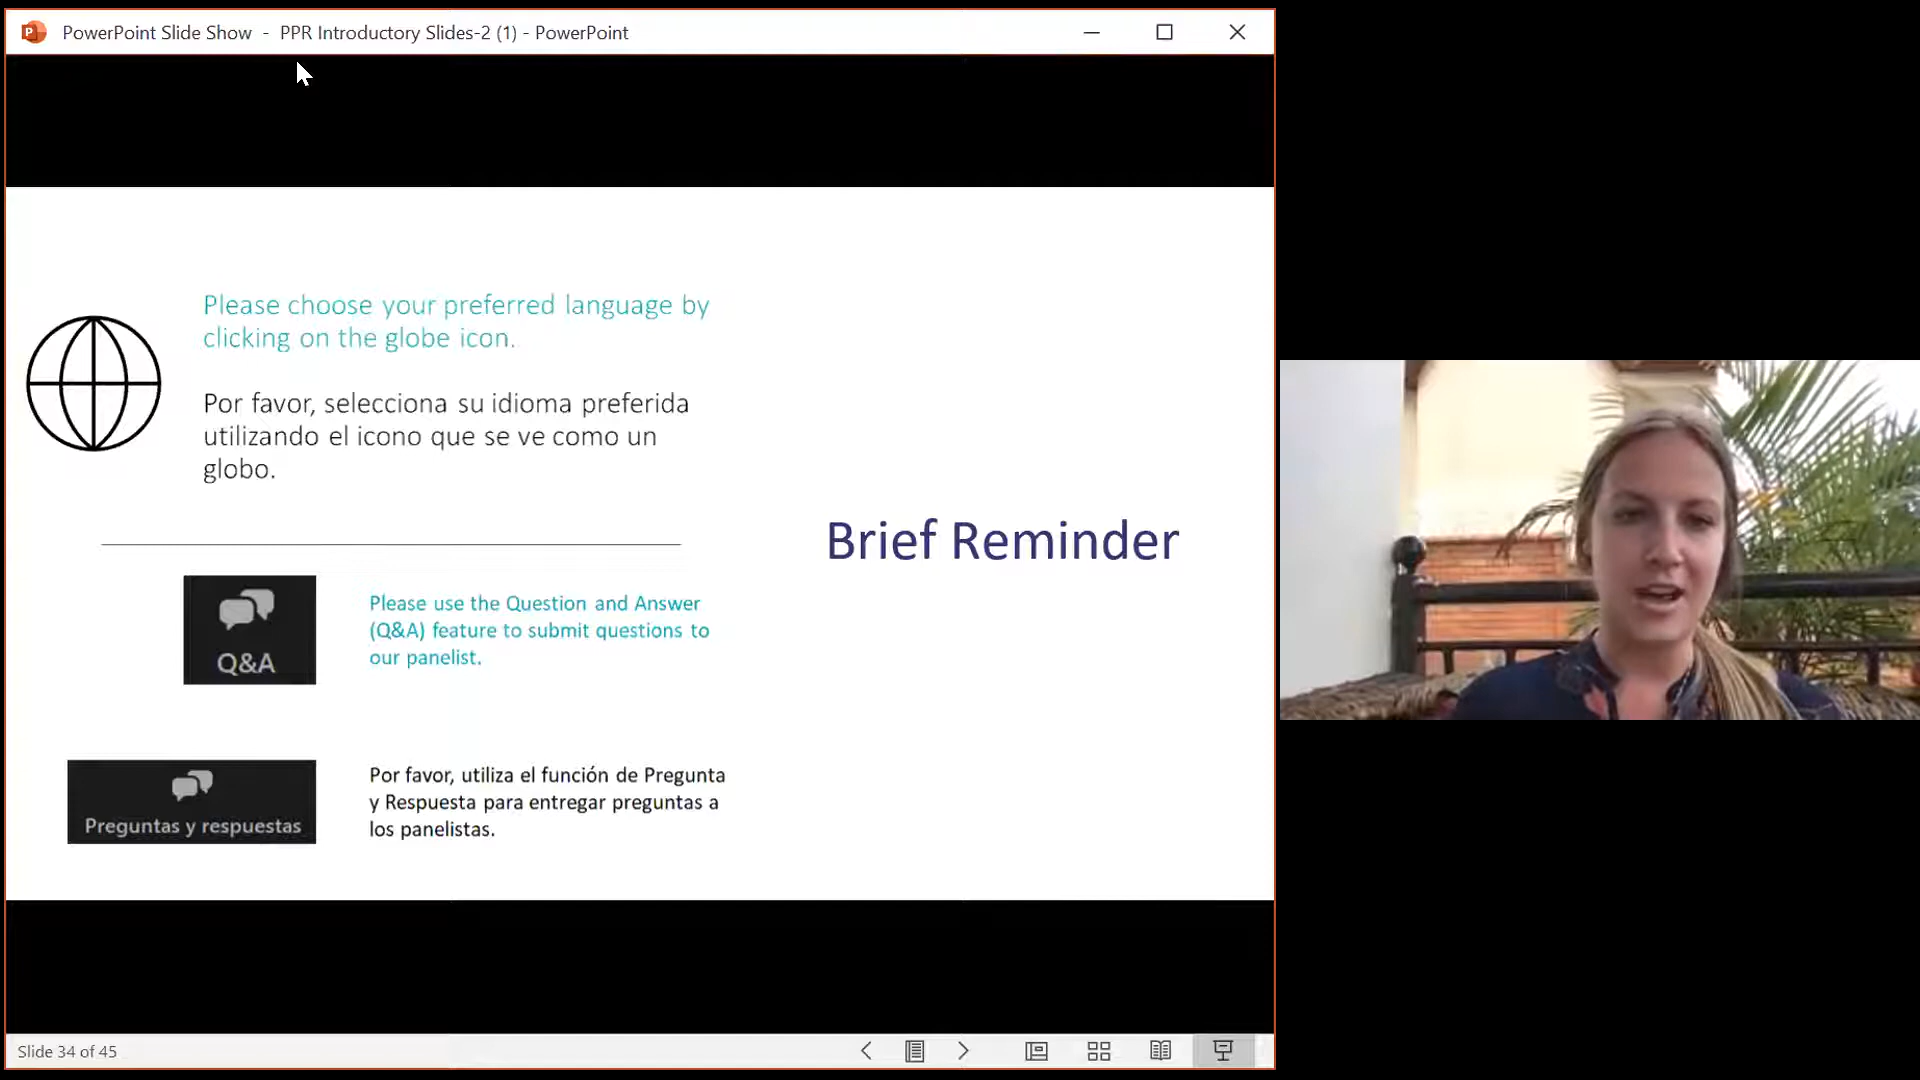 PowerPoint Slide Show - PPR Introductory Slides-2 (1) - PowerPoint
Please choose your preferred language by
clicking on the globe icon.
Por favor, selecciona su idioma preferida
utilizando el icono que se ve como un
globo.
Brief Reminder
Q&A
Please use the Question and Answer
(Q&A) feature to submit questions to
our panelist.
Preguntas y respuestas
Por favor, utiliza el función de Pregunta
y Respuesta para entregar preguntas a
los panelistas.
Slide 34 of 45